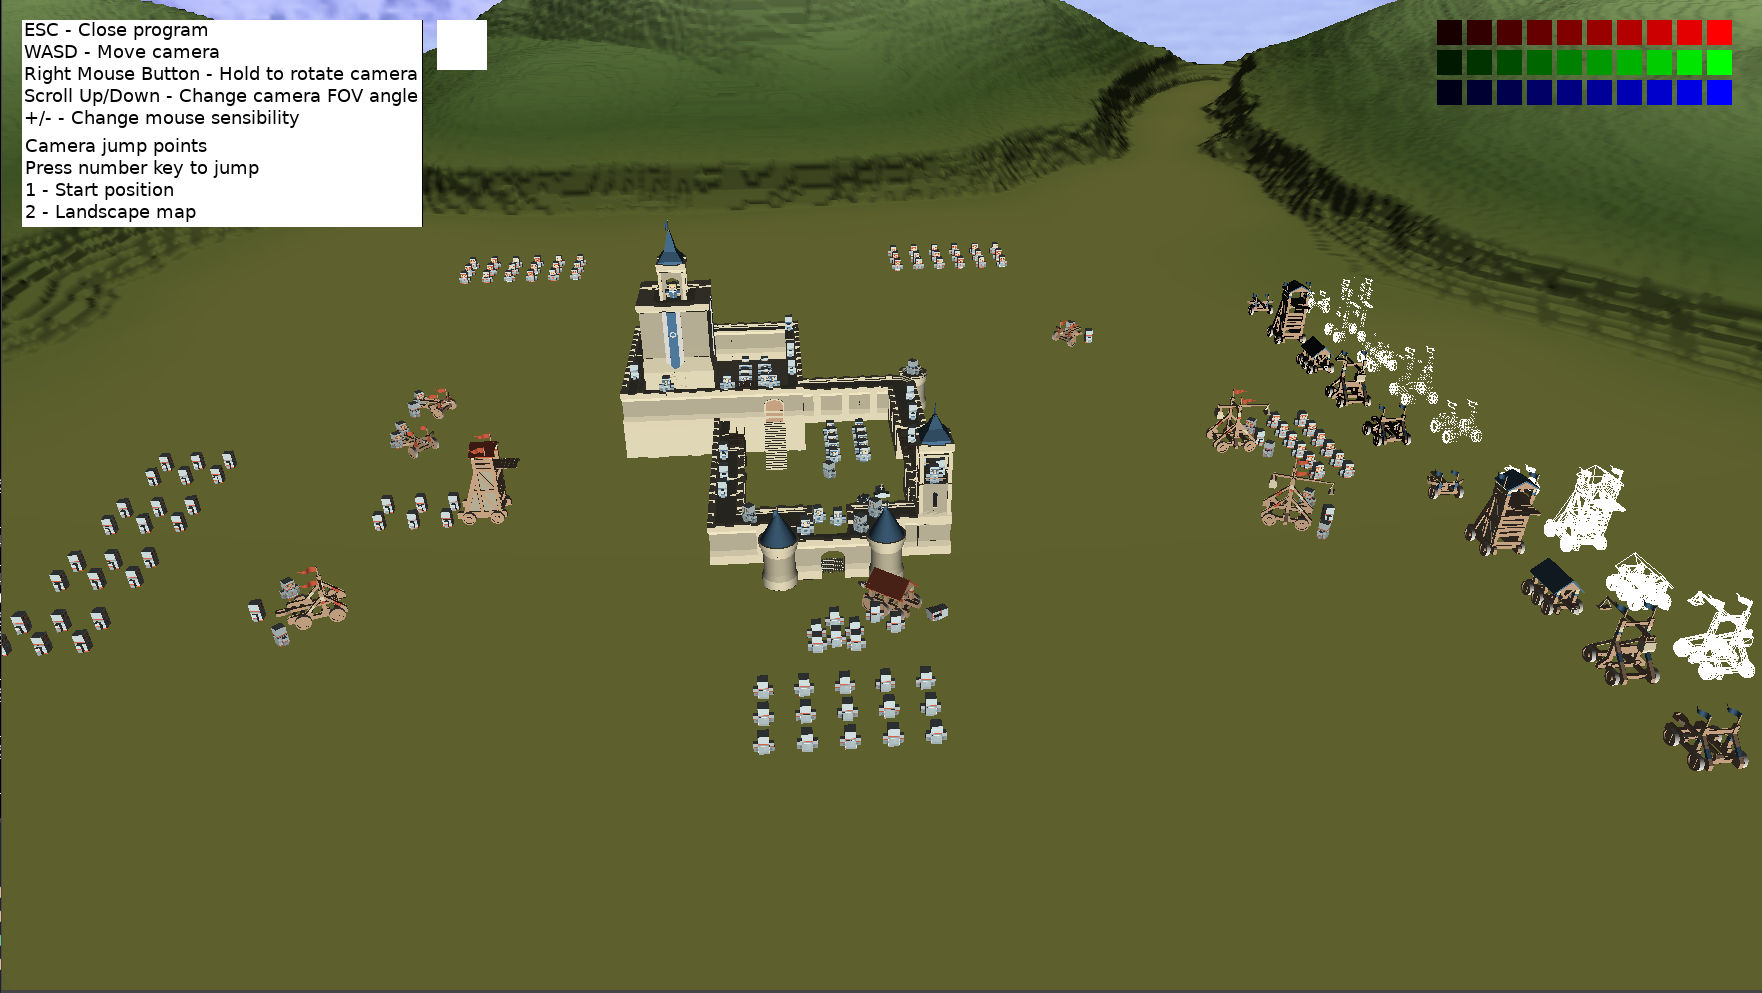 ESC - Close program
WASD - Move camera
Right Mouse Button - Hold to rotate camera
Scroll Up/Down - Change camera FOV angle
+/- - Change mouse sensibility
Camera jump points
Press number key to jump
1 - Start position
2 - Landscape map